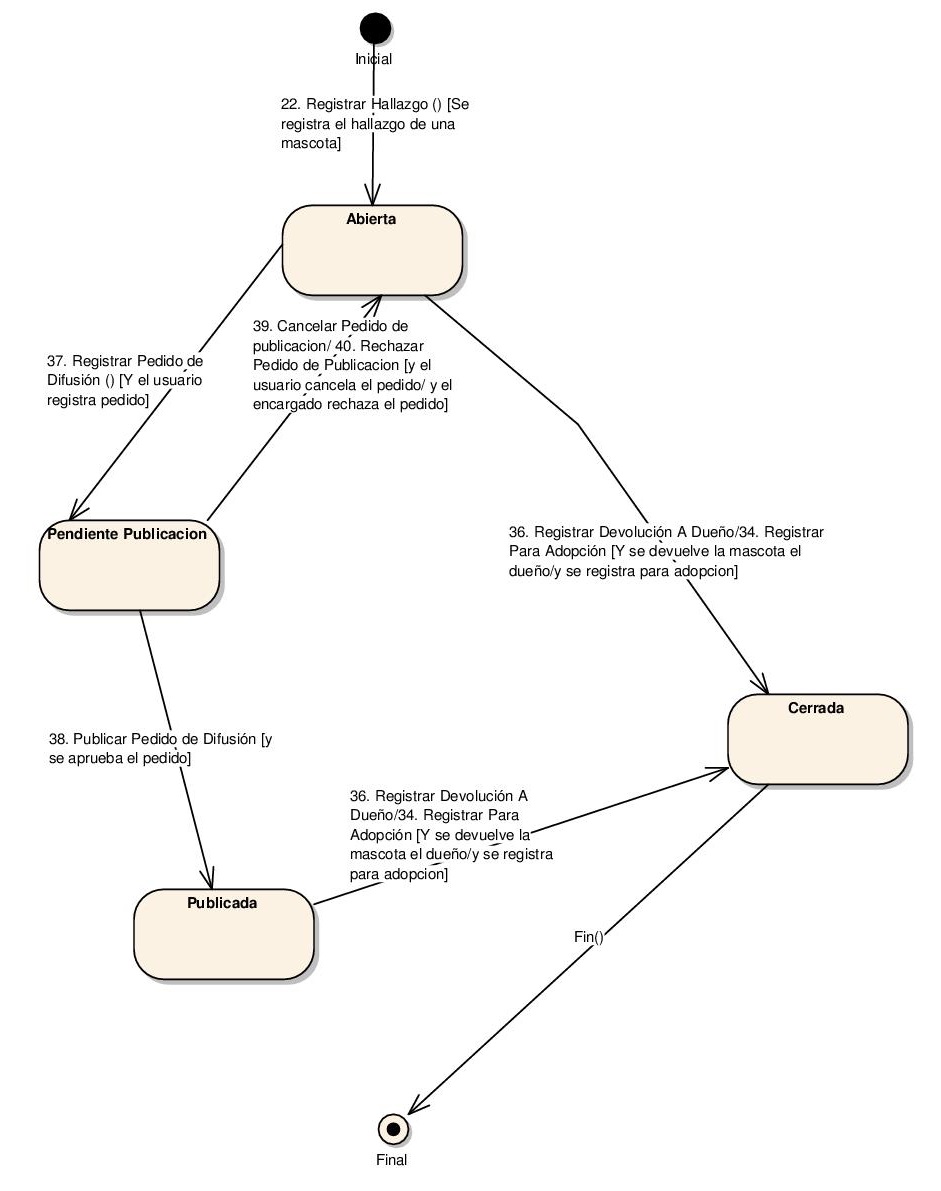 Inicial
22. Registrar Hallazgo () [Se
registra el hallazgo de una
mascota]
Abierta
39. Cancelar Pedido de
publicacion/ 40. Rechazar
Pedido de Publicacion [y el
usuario cancela el pedido/ y el
encargado rechaza el pedido]
37. Registrar Pedido de
Difusión () [Y el usuario
registra pedido]
Pendiente Publicacion
36. Registrar Devolución A Dueño/34. Registrar
Para Adopción [Y se devuelve la mascota el
dueño/y se registra para adopcion]
Cerrada
38. Publicar Pedido de Difusión [y
se aprueba el pedido]
36. Registrar Devolución A
Dueño/34. Registrar Para
Adopción [Y se devuelve la
mascota el dueño/y se registra
para adopcion]
Publicada
Fin()
Final